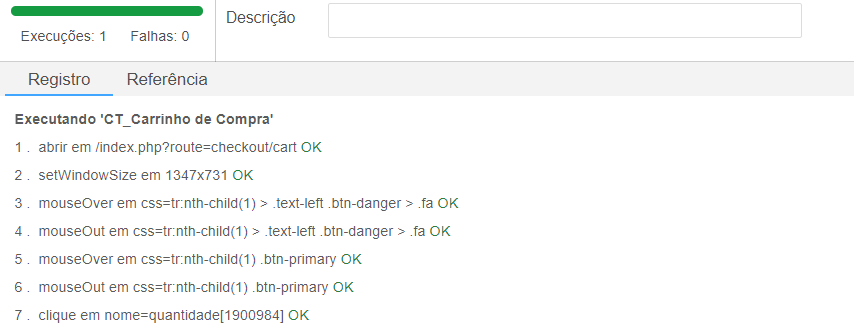 Execuções: 1 Falhas: 0
Descrição
Registro Referência
Executando 'CT_Carrinho de Compra'
1 . abrir em /index.php?route=checkout/cart OK
2 . setWindowSize em 1347x731 OK
3 . mouseOver em css=tr:nth-child(1) > .text-left .btn-danger > .fa OK
4 . mouseOut em css=tr:nth-child(1) > .text-left .btn-danger > .fa OK
5 . mouseOver em css=tr:nth-child(1) .btn-primary OK
6 . mouseOut em css=tr:nth-child(1) .btn-primary OK
7 . clique em nome=quantidade[1900984] OK